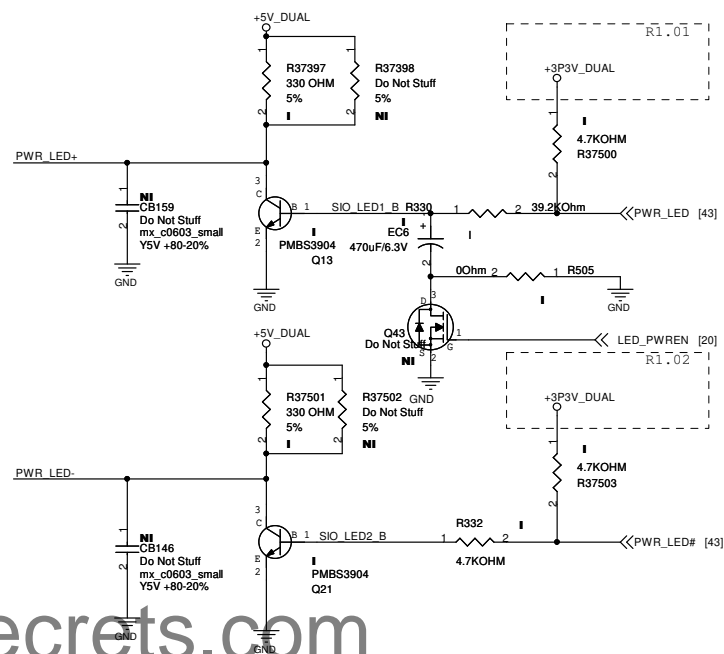 +5V_DUAL
R1.01
R37397
330 OHM
5%
I
R37398
Do Not Stuff
5%
NI
+3P3V_DUAL
I
4.7KOHM
R37500
PWR_LED+
NI
CB159
Do Not Stuff
mx_c0603_small
Y5V +80-20%
GND
3
C
B 1
E
2
I
PMBS3904
Q13
GND
SIO_LED1_B
R330
1
2
39.2KOhm
I
PWR_LED [43]
I
+
EC6
470uF/6.3V
2
0Ohm
2
1
R505
I
GND
D
3
Q43
Do Not Stuff
NI
S
2
G
1
GND
LED_PWREN [20]
+5V_DUAL
R1.02
R37501
330 OHM
5%
I
R37502
Do Not Stuff
5%
NI
+3P3V_DUAL
I
4.7KOHM
R37503
PWR_LED-
NI
CB146
Do Not Stuff
mx_c0603_small
Y5V +80-20%
GND
3
C
B 1
E
2
I
PMBS3904
Q21
GND
SIO_LED2_B
R332
1
2
4.7KOHM
I
PWR_LED# [43]
ecrets.com